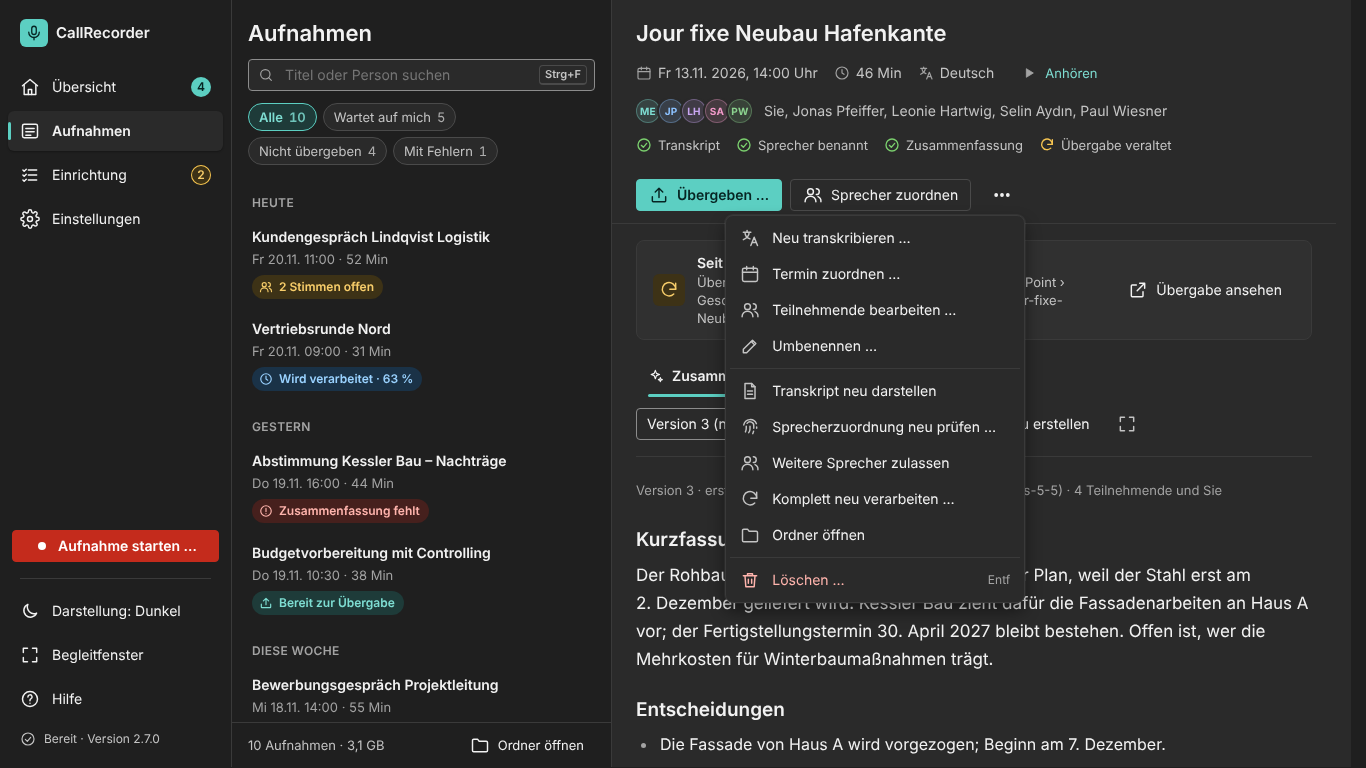 CallRecorder
Übersicht 4
Aufnahmen
Einrichtung 2
Einstellungen
Aufnahme starten ...
Darstellung: Dunkel
Begleitfenster
Hilfe
Bereit · Version 2.7.0
Aufnahmen
Titel oder Person suchen Strg+F
Alle 10 Wartet auf mich 5
Nicht übergeben 4 Mit Fehlern 1
HEUTE
Kundengespräch Lindqvist Logistik
Fr 20.11. 11:00 · 52 Min
2 Stimmen offen
Vertriebsrunde Nord
Fr 20.11. 09:00 · 31 Min
Wird verarbeitet · 63 %
GESTERN
Abstimmung Kessler Bau – Nachträge
Do 19.11. 16:00 · 44 Min
Zusammenfassung fehlt
Budgetvorbereitung mit Controlling
Do 19.11. 10:30 · 38 Min
Bereit zur Übergabe
DIESE WOCHE
Bewerbungsgespräch Projektleitung
Mi 18.11. 14:00 · 55 Min
10 Aufnahmen · 3,1 GB Ordner öffnen
Jour fixe Neubau Hafenkante
Fr 13.11. 2026, 14:00 Uhr 46 Min Deutsch Anhören
ME JP LH SA PW Sie, Jonas Pfeiffer, Leonie Hartwig, Selin Aydın, Paul Wiesner
Transkript Sprecher benannt Zusammenfassung Übergabe veraltet
Übergeben ... Sprecher zuordnen
Neu transkribieren ...
Termin zuordnen ...
Teilnehmende bearbeiten ...
Umbenennen ...
Transkript neu darstellen
Sprecherzuordnung neu prüfen ...
Weitere Sprecher zulassen
Komplett neu verarbeiten ...
Ordner öffnen
Löschen ... Entf
Seit
Über Point ›
Gesc r-fixe-
Neub
Übergabe ansehen
Zusamm
Version 3 (n u erstellen
Version 3 · ers s-5-5) · 4 Teilnehmende und Sie
Kurzfassu
Der Rohbau r Plan, weil der Stahl erst am
2. Dezember geliefert wird. Kessler Bau zieht dafür die Fassadenarbeiten an Haus A
vor; der Fertigstellungstermin 30. April 2027 bleibt bestehen. Offen ist, wer die
Mehrkosten für Winterbaumaßnahmen trägt.
Entscheidungen
• Die Fassade von Haus A wird vorgezogen; Beginn am 7. Dezember.